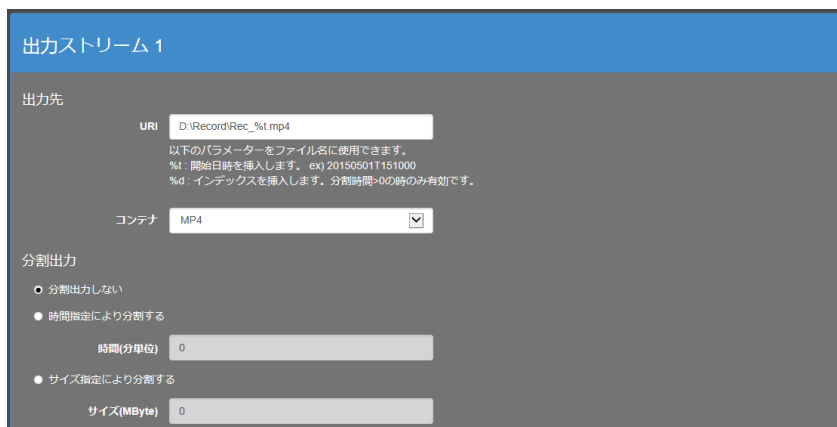 出力ストリーム 1
出力先
URI D:\Record\Rec_%t.mp4
以下のパラメーターをファイル名に使用できます。
%t : 開始日時を挿入します。 ex) 20150501T151000
%d : インデックスを挿入します。分割時間>0の時のみ有効です。
コンテナ MP4
分割出力
分割出力しない
時間指定により分割する
時間(分単位) 0
サイズ指定により分割する
サイズ(MByte) 0